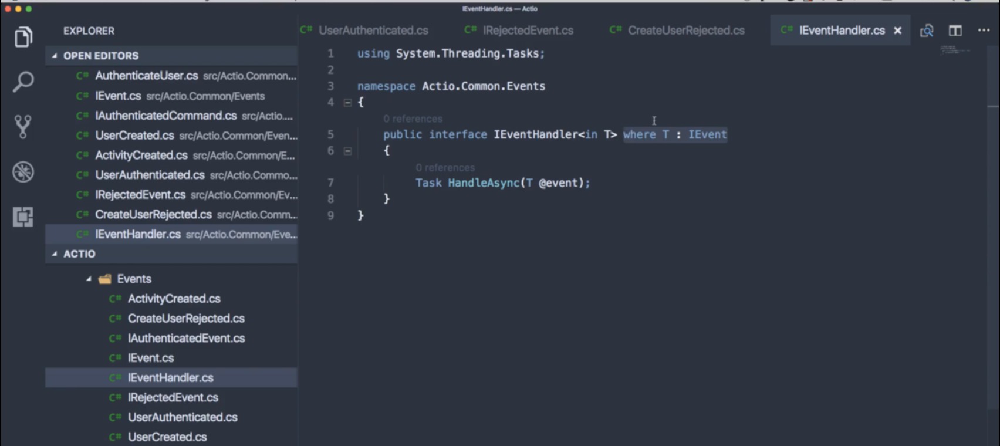 IEventHandler.cs — Actio
EXPLORER
OPEN EDITORS
C# AuthenticateUser.cs src/Actio.Common...
C# IEvent.cs src/Actio.Common/Events
C# IAuthenticatedCommand.cs src/Actio....
C# UserCreated.cs src/Actio.Common/Even...
C# ActivityCreated.cs src/Actio.Common/E...
C# UserAuthenticated.cs src/Actio.Commo...
C# IRejectedEvent.cs src/Actio.Common/Ev...
C# CreateUserRejected.cs src/Actio.Comm...
C# IEventHandler.cs src/Actio.Common/Eve...
ACTIO
Events
C# ActivityCreated.cs
C# CreateUserRejected.cs
C# IAuthenticatedEvent.cs
C# IEvent.cs
C# IEventHandler.cs
C# IRejectedEvent.cs
C# UserAuthenticated.cs
C# UserCreated.cs
C# UserAuthenticated.cs C# IRejectedEvent.cs C# CreateUserRejected.cs C# IEventHandler.cs ×
1 using System.Threading.Tasks;
2
3 namespace Actio.Common.Events
4 {
0 references
5 public interface IEventHandler<in T> where T : IEvent
6 {
0 references
7 Task HandleAsync(T @event);
8 }
9 }